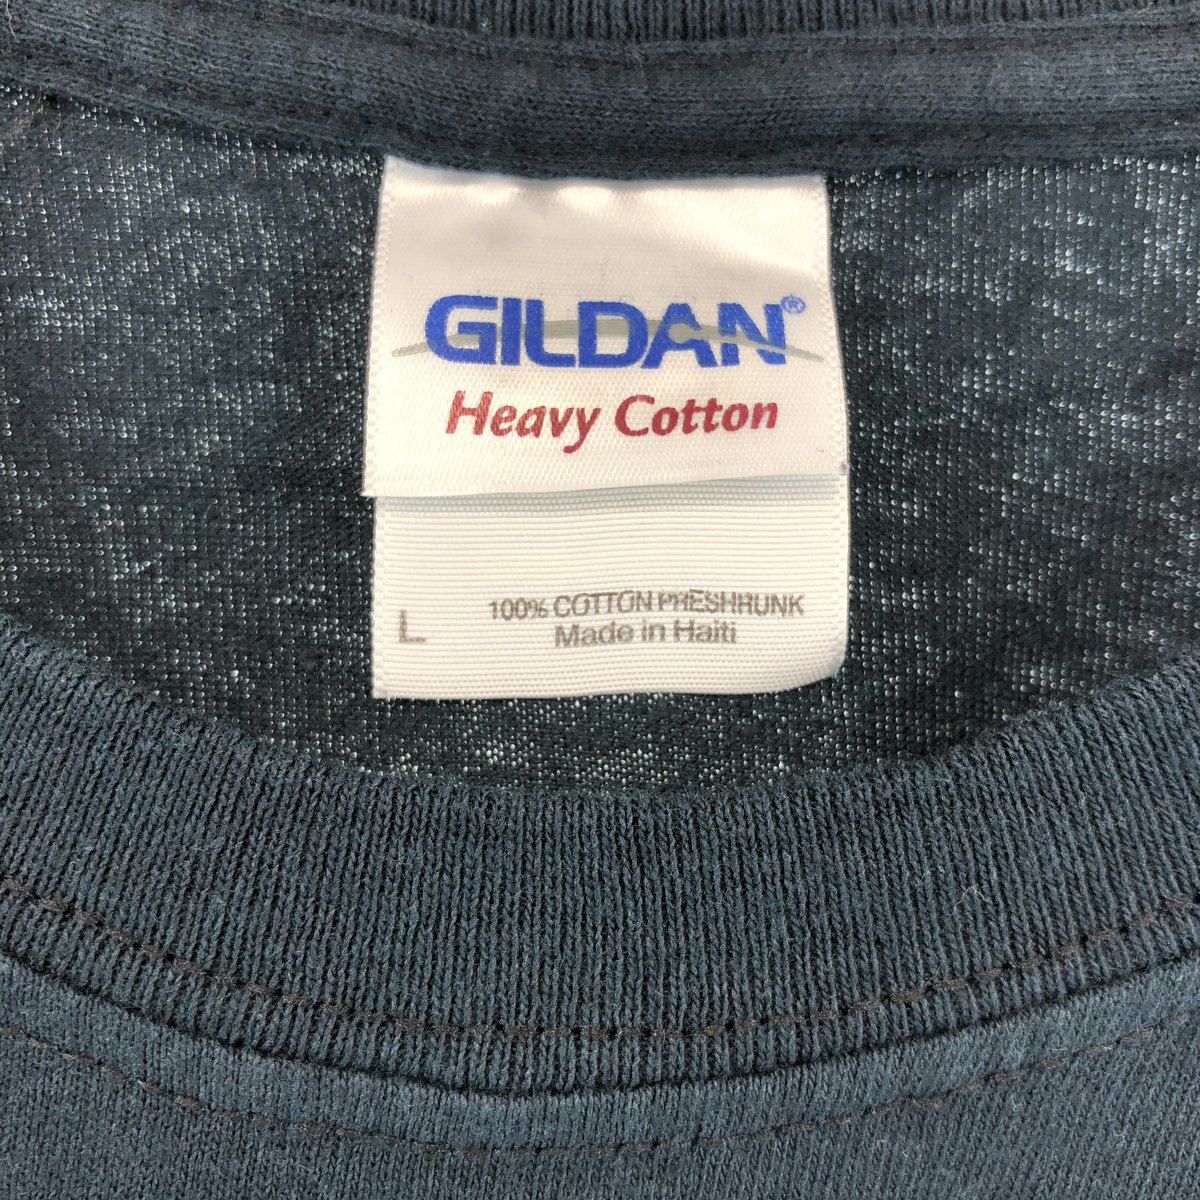 GILDAN®
Heavy Cotton
L
100% COTTON PRESHRUNK
Made in Haiti